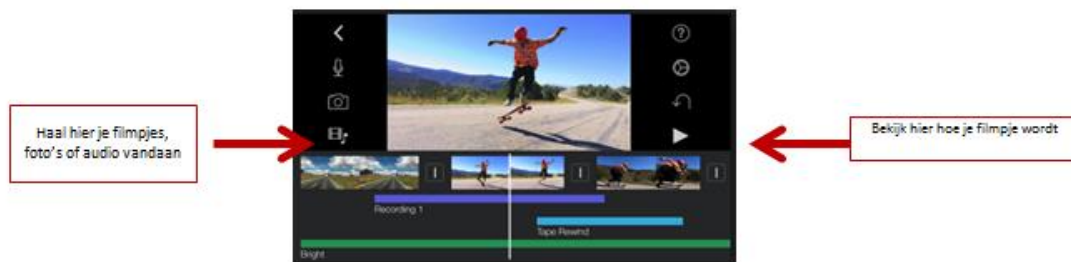 Haal hier je filmpjes,
foto's of audio vandaan
Bekijk hier hoe je filmpje wordt
Recording 1
Tape Rewind
Bright